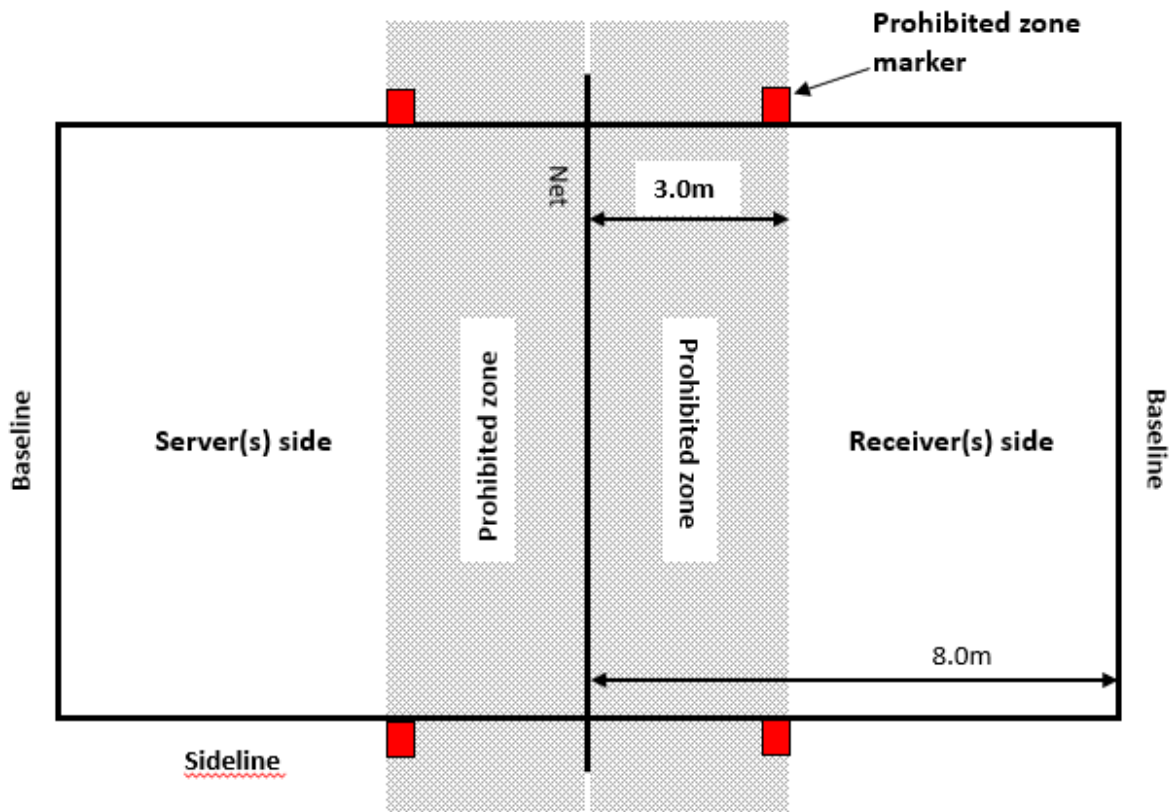 Prohibited zone
marker
Net
3.0m
Prohibited zone
Prohibited zone
Baseline
Server(s) side
Receiver(s) side
Baseline
8.0m
Sideline